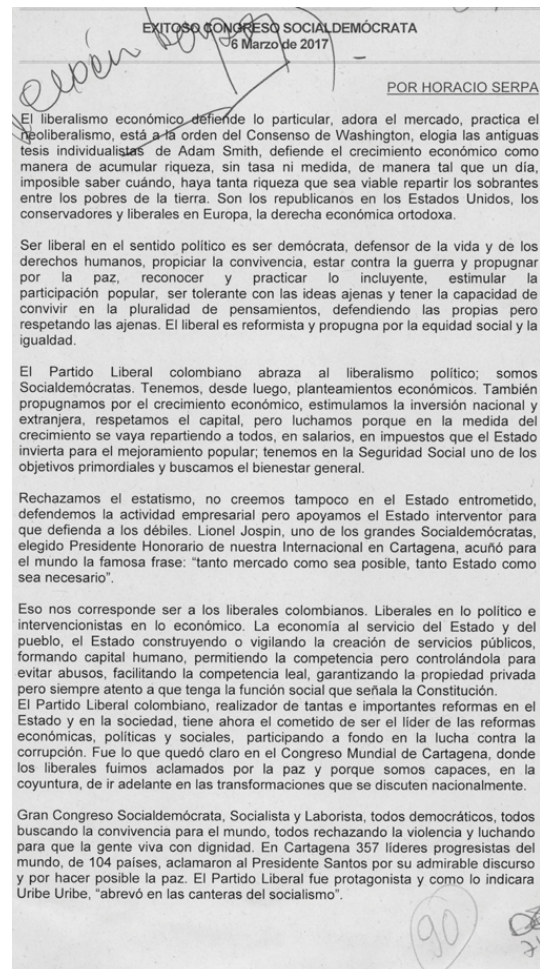 EXITOSO CONGRESO SOCIALDEMÓCRATA
6 Marzo de 2017
POR HORACIO SERPA
El liberalismo económico defiende lo particular, adora el mercado, practica el
neoliberalismo, está a la orden del Consenso de Washington, elogia las antiguas
tesis individualistas de Adam Smith, defiende el crecimiento económico como
manera de acumular riqueza, sin tasa ni medida, de manera tal que un día,
imposible saber cuándo, haya tanta riqueza que sea viable repartir los sobrantes
entre los pobres de la tierra. Son los republicanos en los Estados Unidos, los
conservadores y liberales en Europa, la derecha económica ortodoxa.
Ser liberal en el sentido político es ser demócrata, defensor de la vida y de los
derechos humanos, propiciar la convivencia, estar contra la guerra y propugnar
por la paz, reconocer y practicar lo incluyente, estimular la
participación popular, ser tolerante con las ideas ajenas y tener la capacidad de
convivir en la pluralidad de pensamientos, defendiendo las propias pero
respetando las ajenas. El liberal es reformista y propugna por la equidad social y la
igualdad.
El Partido Liberal colombiano abraza al liberalismo político; somos
Socialdemócratas. Tenemos, desde luego, planteamientos económicos. También
propugnamos por el crecimiento económico, estimulamos la inversión nacional y
extranjera, respetamos el capital, pero luchamos porque en la medida del
crecimiento se vaya repartiendo a todos, en salarios, en impuestos que el Estado
invierta para el mejoramiento popular; tenemos en la Seguridad Social uno de los
objetivos primordiales y buscamos el bienestar general.
Rechazamos el estatismo, no creemos tampoco en el Estado entrometido,
defendemos la actividad empresarial pero apoyamos el Estado interventor para
que defienda a los débiles. Lionel Jospin, uno de los grandes Socialdemócratas,
elegido Presidente Honorario de nuestra Internacional en Cartagena, acuñó para
el mundo la famosa frase: “tanto mercado como sea posible, tanto Estado como
sea necesario”.
Eso nos corresponde ser a los liberales colombianos. Liberales en lo político e
intervencionistas en lo económico. La economía al servicio del Estado y del
pueblo, el Estado construyendo o vigilando la creación de servicios públicos,
formando capital humano, permitiendo la competencia pero controlándola para
evitar abusos, facilitando la competencia leal, garantizando la propiedad privada
pero siempre atento a que tenga la función social que señala la Constitución.
El Partido Liberal colombiano, realizador de tantas e importantes reformas en el
Estado y en la sociedad, tiene ahora el cometido de ser el líder de las reformas
económicas, políticas y sociales, participando a fondo en la lucha contra la
corrupción. Fue lo que quedó claro en el Congreso Mundial de Cartagena, donde
los liberales fuimos aclamados por la paz y porque somos capaces, en la
coyuntura, de ir adelante en las transformaciones que se discuten nacionalmente.
Gran Congreso Socialdemócrata, Socialista y Laborista, todos democráticos, todos
buscando la convivencia para el mundo, todos rechazando la violencia y luchando
para que la gente viva con dignidad. En Cartagena 357 líderes progresistas del
mundo, de 104 países, aclamaron al Presidente Santos por su admirable discurso
y por hacer posible la paz. El Partido Liberal fue protagonista y como lo indicara
Uribe Uribe, “abrevó en las canteras del socialismo”.
90